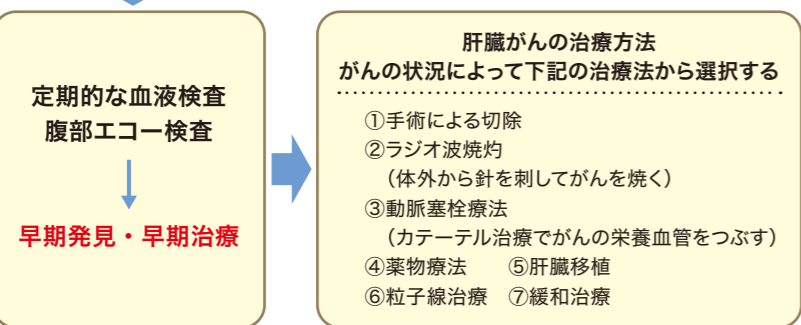 定期的な血液検査
腹部エコー検査
早期発見・早期治療
肝臓がんの治療方法
がんの状況によって下記の治療法から選択する
①手術による切除
②ラジオ波焼灼
（体外から針を刺してがんを焼く）
③動脈塞栓療法
（カテーテル治療でがんの栄養血管をつぶす）
④薬物療法　　⑤肝臓移植
⑥粒子線治療　⑦緩和治療